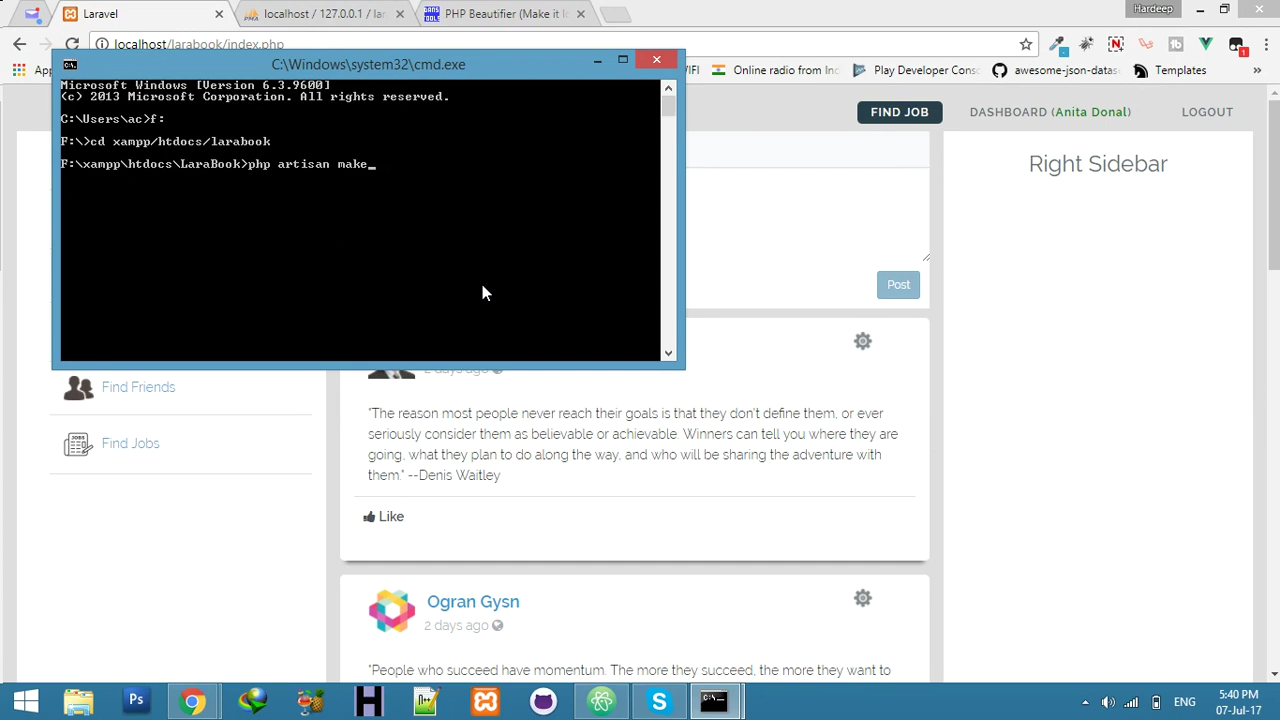 Laravel
localhost / 127.0.0.1 / lar
PHP Beautifier (Make it l
Hardeep
localhost/larabook/index.php
Online radio from In
Play Developer Consol
awesome-json-datas
Templates
C:\Windows\system32\cmd.exe
Microsoft Windows [Version 6.3.9600]
(c) 2013 Microsoft Corporation. All rights reserved.
C:\Users\ac>f:
F:\>cd xampp/htdocs/larabook
F:\xampp\htdocs\LaraBook>php artisan make_
FIND JOB
DASHBOARD (Anita Donal)
LOGOUT
Right Sidebar
Post
2 days ago
Find Friends
Find Jobs
"The reason most people never reach their goals is that they don't define them, or ever
seriously consider them as believable or achievable. Winners can tell you where they are
going, what they plan to do along the way, and who will be sharing the adventure with
them." --Denis Waitley
Like
Ogran Gysn
2 days ago
"People who succeed have momentum. The more they succeed, the more they want to
Ps
ENG
5:40 PM
07-Jul-17